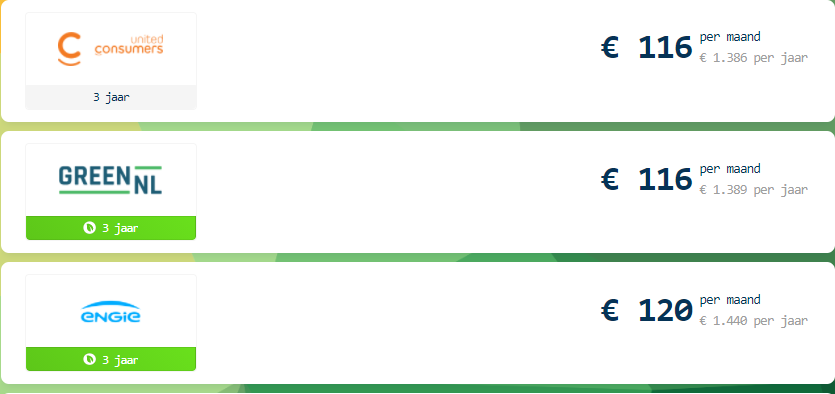 united
consumers
€ 116 per maand
€ 1.386 per jaar
3 jaar
GREEN
NL
€ 116 per maand
€ 1.389 per jaar
3 jaar
ENGIE
€ 120 per maand
€ 1.440 per jaar
3 jaar